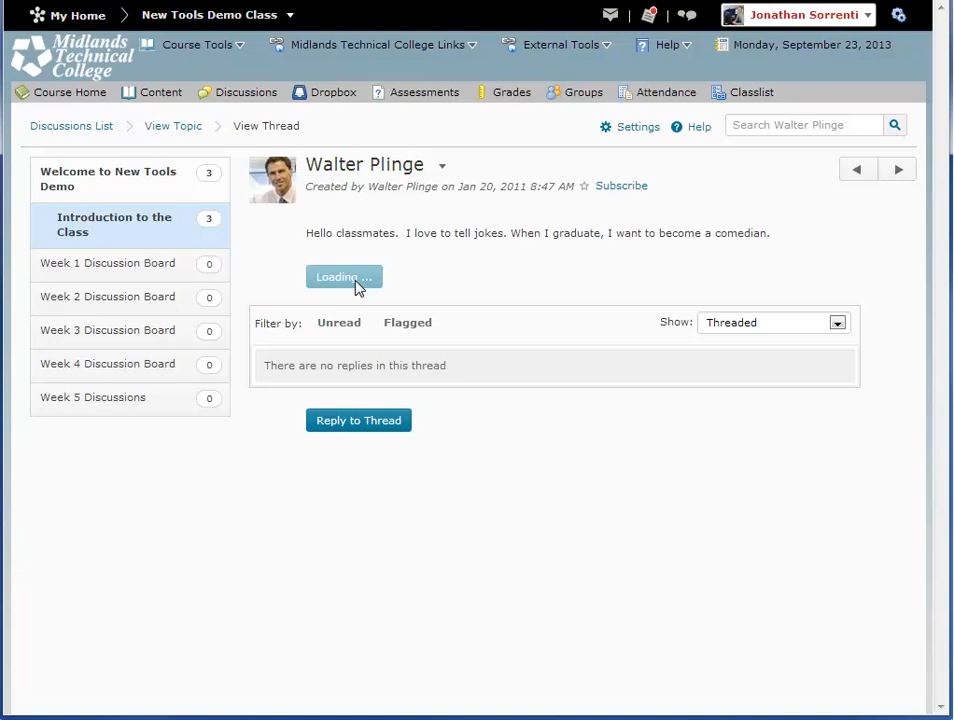 My Home New Tools Demo Class Jonathan Sorrenti
Midlands Technical College
Course Tools Midlands Technical College Links External Tools Help Monday, September 23, 2013
Course Home Content Discussions Dropbox Assessments Grades Groups Attendance Classlist
Discussions List View Topic View Thread Settings Help Search Walter Plinge
Welcome to New Tools Demo 3
Introduction to the Class 3
Week 1 Discussion Board 0
Week 2 Discussion Board 0
Week 3 Discussion Board 0
Week 4 Discussion Board 0
Week 5 Discussions 0
Walter Plinge
Created by Walter Plinge on Jan 20, 2011 8:47 AM Subscribe
Hello classmates. I love to tell jokes. When I graduate, I want to become a comedian.
Loading ...
Filter by: Unread Flagged Show: Threaded
There are no replies in this thread
Reply to Thread